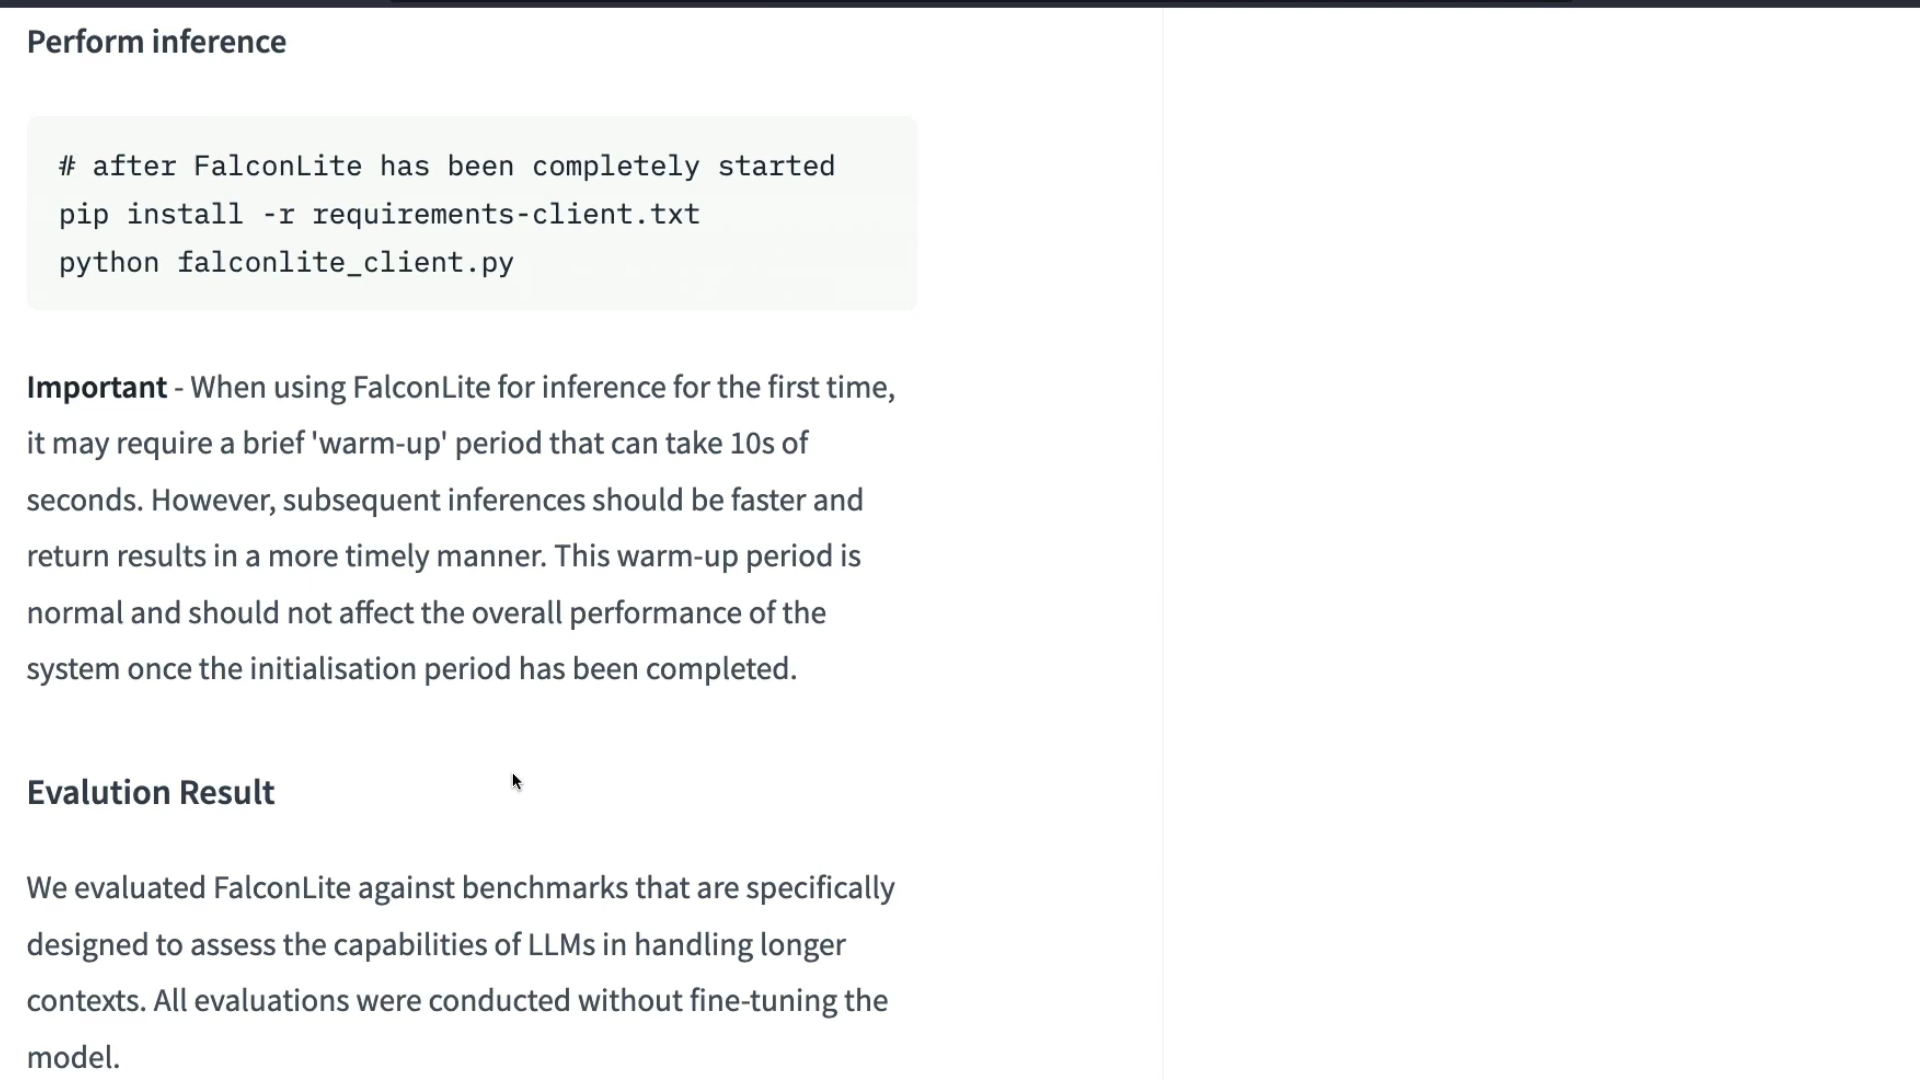 Perform inference
# after FalconLite has been completely started
pip install -r requirements-client.txt
python falconlite_client.py
Important - When using FalconLite for inference for the first time,
it may require a brief 'warm-up' period that can take 10s of
seconds. However, subsequent inferences should be faster and
return results in a more timely manner. This warm-up period is
normal and should not affect the overall performance of the
system once the initialisation period has been completed.
Evalution Result
We evaluated FalconLite against benchmarks that are specifically
designed to assess the capabilities of LLMs in handling longer
contexts. All evaluations were conducted without fine-tuning the
model.